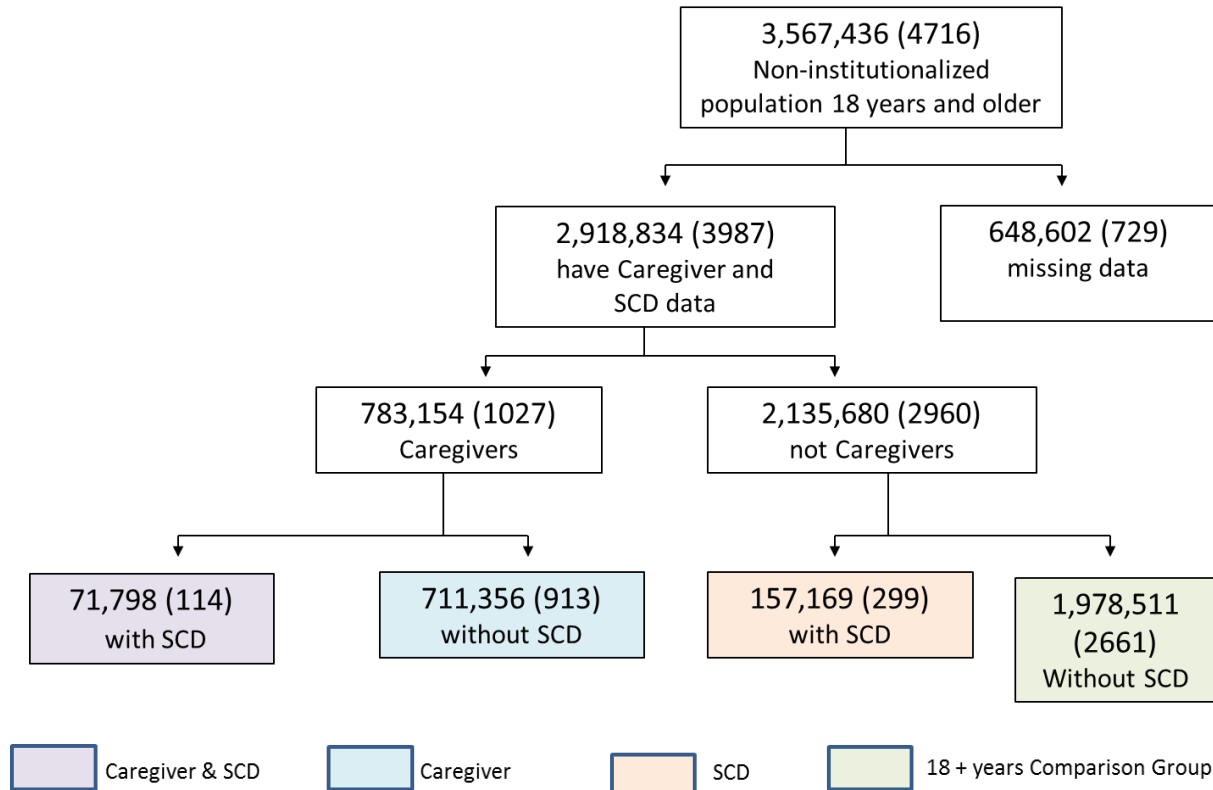 3,567,436 (4716)
Non-institutionalized
population 18 years and older
2,918,834 (3987)
have Caregiver and
SCD data
648,602 (729)
missing data
783,154 (1027)
Caregivers
2,135,680 (2960)
not Caregivers
71,798 (114)
with SCD
711,356 (913)
without SCD
157,169 (299)
with SCD
1,978,511
(2661)
Without SCD
Caregiver & SCD
Caregiver
SCD
18 + years Comparison Group